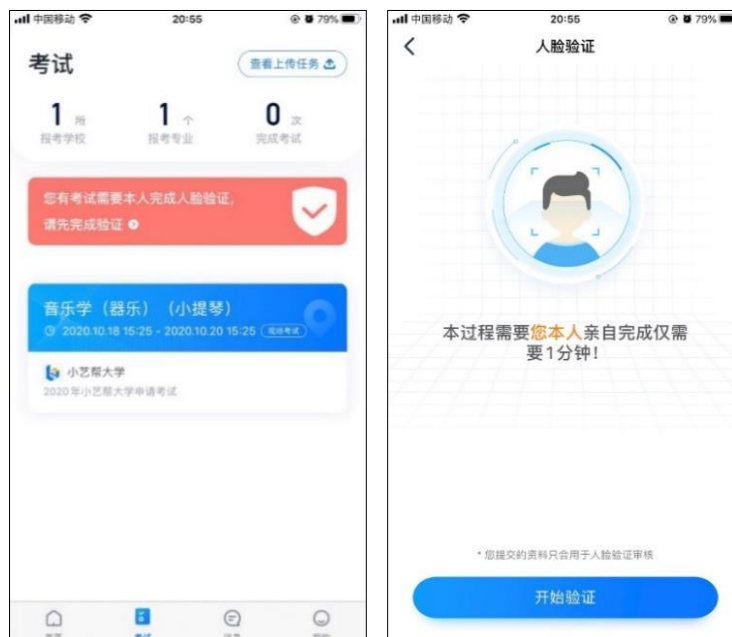 中国移动
20:55
79%
考试
查看上传任务
1 所
1 个
0 次
报考学校
报考专业
完成考试
您有考试需要本人完成人脸验证,
请先完成验证
音乐学（器乐）（小提琴）
2020.10.18 15:25 - 2020.10.20 15:25
小艺帮大学
2020年小艺帮大学申请考试
考试
中国移动
20:55
79%
人脸验证
本过程需要您本人亲自完成仅需
要1分钟!
* 您提交的资料只会用于人脸验证审核
开始验证